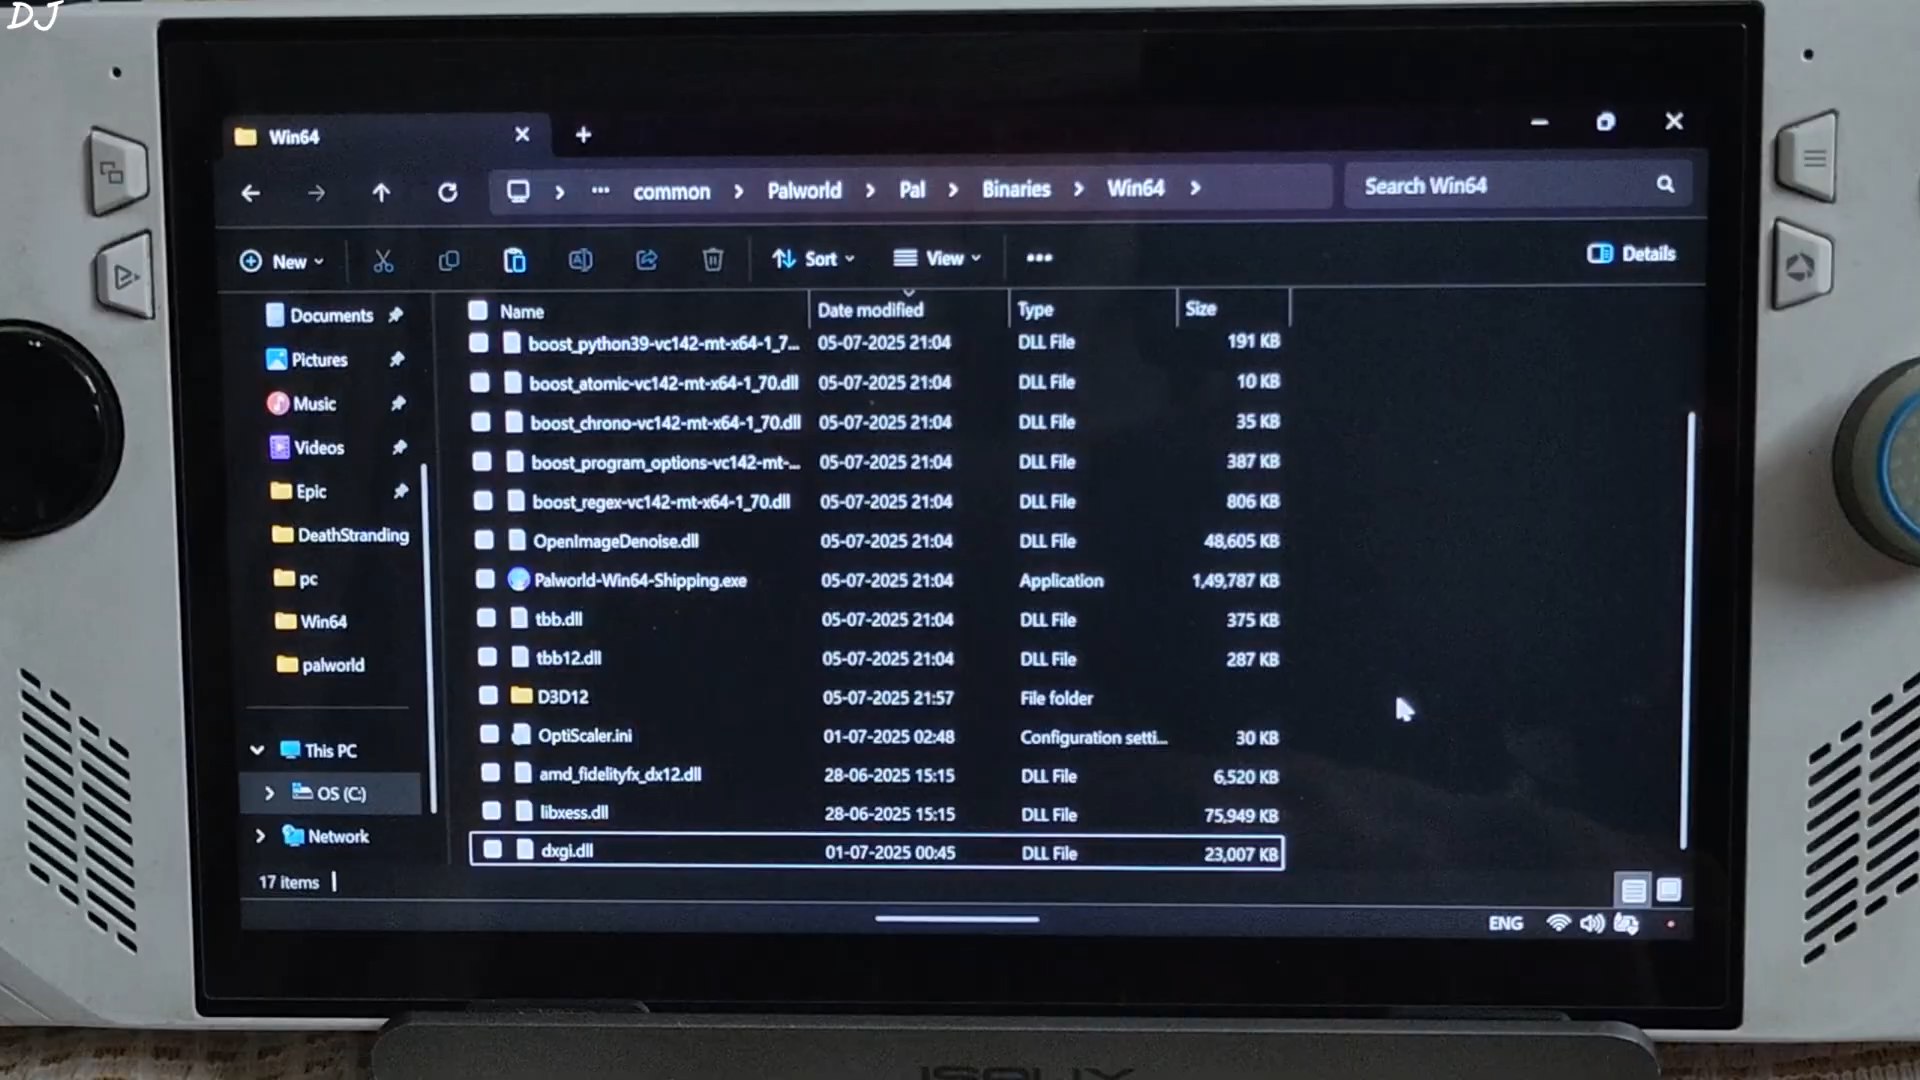 DJ
Win64
common > Palworld > Pal > Binaries > Win64 >
Search Win64
New
Sort
View
Details
Name Date modified Type Size
Documents
Pictures
Music
Videos
Epic
DeathStranding
pc
Win64
palworld
This PC
OS (C:)
Network
boost_python39-vc142-mt-x64-1_7... 05-07-2025 21:04 DLL File 191 KB
boost_atomic-vc142-mt-x64-1_70.dll 05-07-2025 21:04 DLL File 10 KB
boost_chrono-vc142-mt-x64-1_70.dll 05-07-2025 21:04 DLL File 35 KB
boost_program_options-vc142-mt-... 05-07-2025 21:04 DLL File 387 KB
boost_regex-vc142-mt-x64-1_70.dll 05-07-2025 21:04 DLL File 806 KB
OpenImageDenoise.dll 05-07-2025 21:04 DLL File 48,605 KB
Palworld-Win64-Shipping.exe 05-07-2025 21:04 Application 1,49,787 KB
tbb.dll 05-07-2025 21:04 DLL File 375 KB
tbb12.dll 05-07-2025 21:04 DLL File 287 KB
D3D12 05-07-2025 21:57 File folder
OptiScaler.ini 01-07-2025 02:48 Configuration setti... 30 KB
amd_fidelityfx_dx12.dll 28-06-2025 15:15 DLL File 6,520 KB
libxess.dll 28-06-2025 15:15 DLL File 75,949 KB
dxgi.dll 01-07-2025 00:45 DLL File 23,007 KB
17 items
ENG